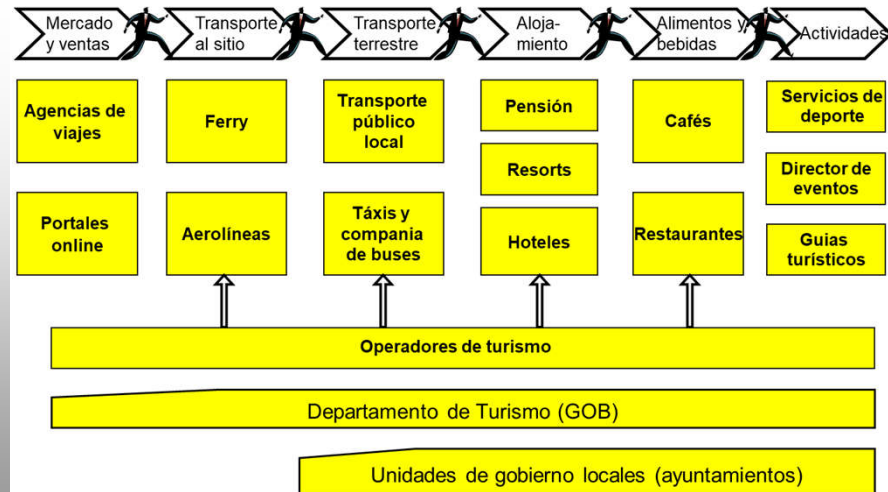 Mercado
y ventas
Transporte
al sitio
Transporte
terrestre
Aloja-
miento
Alimentos y
bebidas
Actividades
Agencias de
viajes
Portales
online
Ferry
Aerolíneas
Transporte
público
local
Táxis y
compania
de buses
Pensión
Resorts
Hoteles
Cafés
Restaurantes
Servicios de
deporte
Director de
eventos
Guias
turísticos
Operadores de turismo
Departamento de Turismo (GOB)
Unidades de gobierno locales (ayuntamientos)